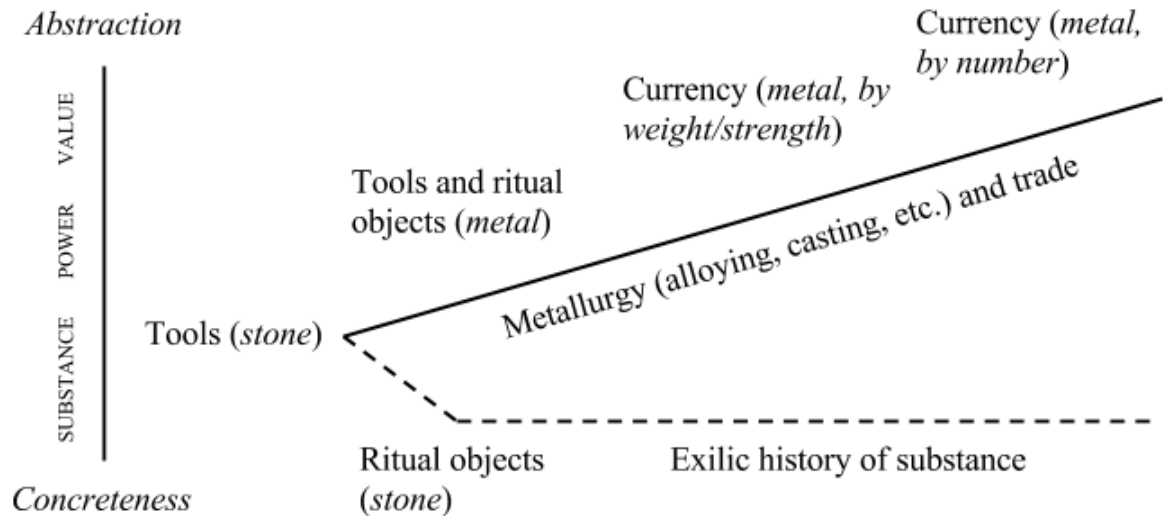 Abstraction
Currency (metal,
by number)
Currency (metal, by
weight/strength)
VALUE
Tools and ritual
objects (metal)
POWER
Metallurgy (alloying, casting, etc.) and trade
Tools (stone)
SUBSTANCE
Ritual objects
(stone)
Exilic history of substance
Concreteness